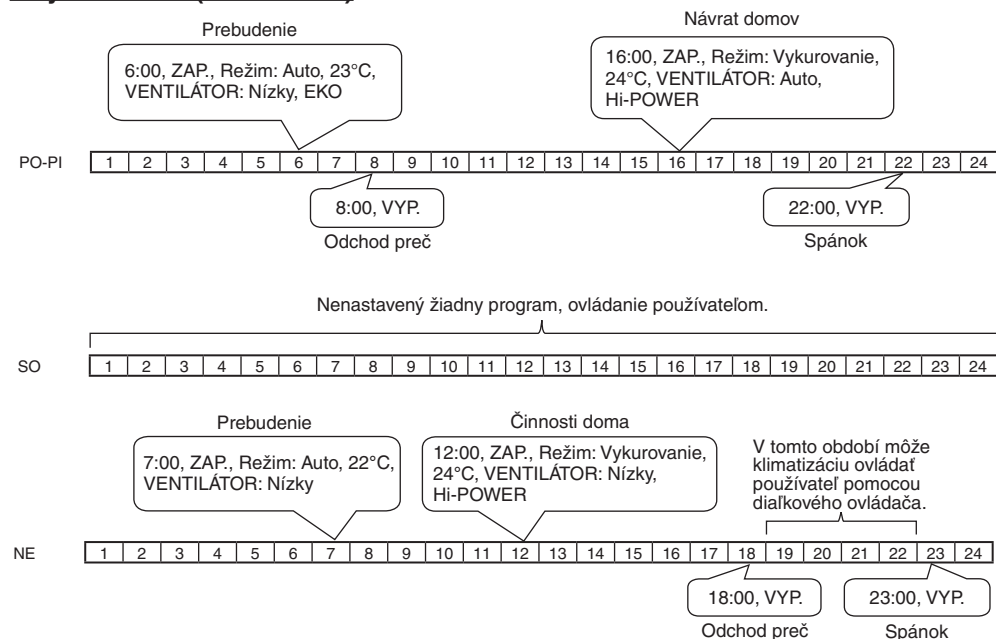 Prebudenie
6:00, ZAP., Režim: Auto, 23°C,
VENTILÁTOR: Nízky, EKO
Návrat domov
16:00, ZAP., Režim: Vykurovanie,
24°C, VENTILÁTOR: Auto,
Hi-POWER
PO-PI 1 2 3 4 5 6 7 8 9 10 11 12 13 14 15 16 17 18 19 20 21 22 23 24
8:00, VYP.
Odchod preč
22:00, VYP.
Spánok
Nenastavený žiadny program, ovládanie používateľom.
SO 1 2 3 4 5 6 7 8 9 10 11 12 13 14 15 16 17 18 19 20 21 22 23 24
Prebudenie
7:00, ZAP., Režim: Auto, 22°C,
VENTILÁTOR: Nízky
Činnosti doma
12:00, ZAP., Režim: Vykurovanie,
24°C, VENTILÁTOR: Nízky,
Hi-POWER
V tomto období môže
klimatizáciu ovládať
používateľ pomocou
diaľkového ovládača.
NE 1 2 3 4 5 6 7 8 9 10 11 12 13 14 15 16 17 18 19 20 21 22 23 24
18:00, VYP.
Odchod preč
23:00, VYP.
Spánok